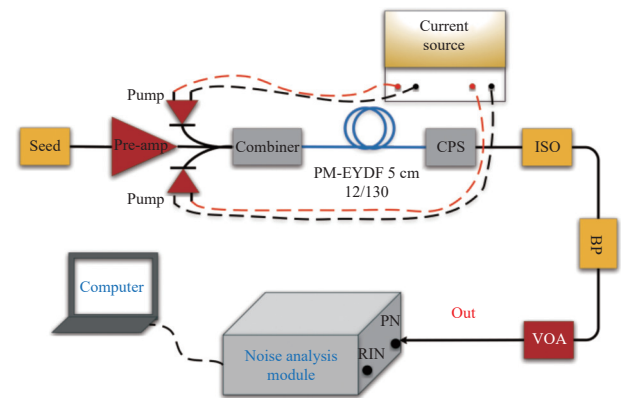 Current
source
Pump
Seed
Pre-amp
Combiner
CPS
ISO
PM-EYDF 5 cm
12/130
Pump
BP
Computer
Out
VOA
PN
RIN
Noise analysis
module